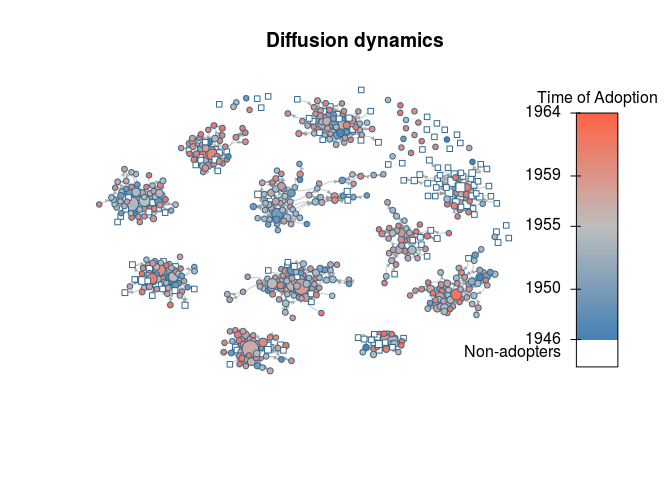 Diffusion dynamics
Time of Adoption
1964
1959
1955
1950
1946
Non-adopters